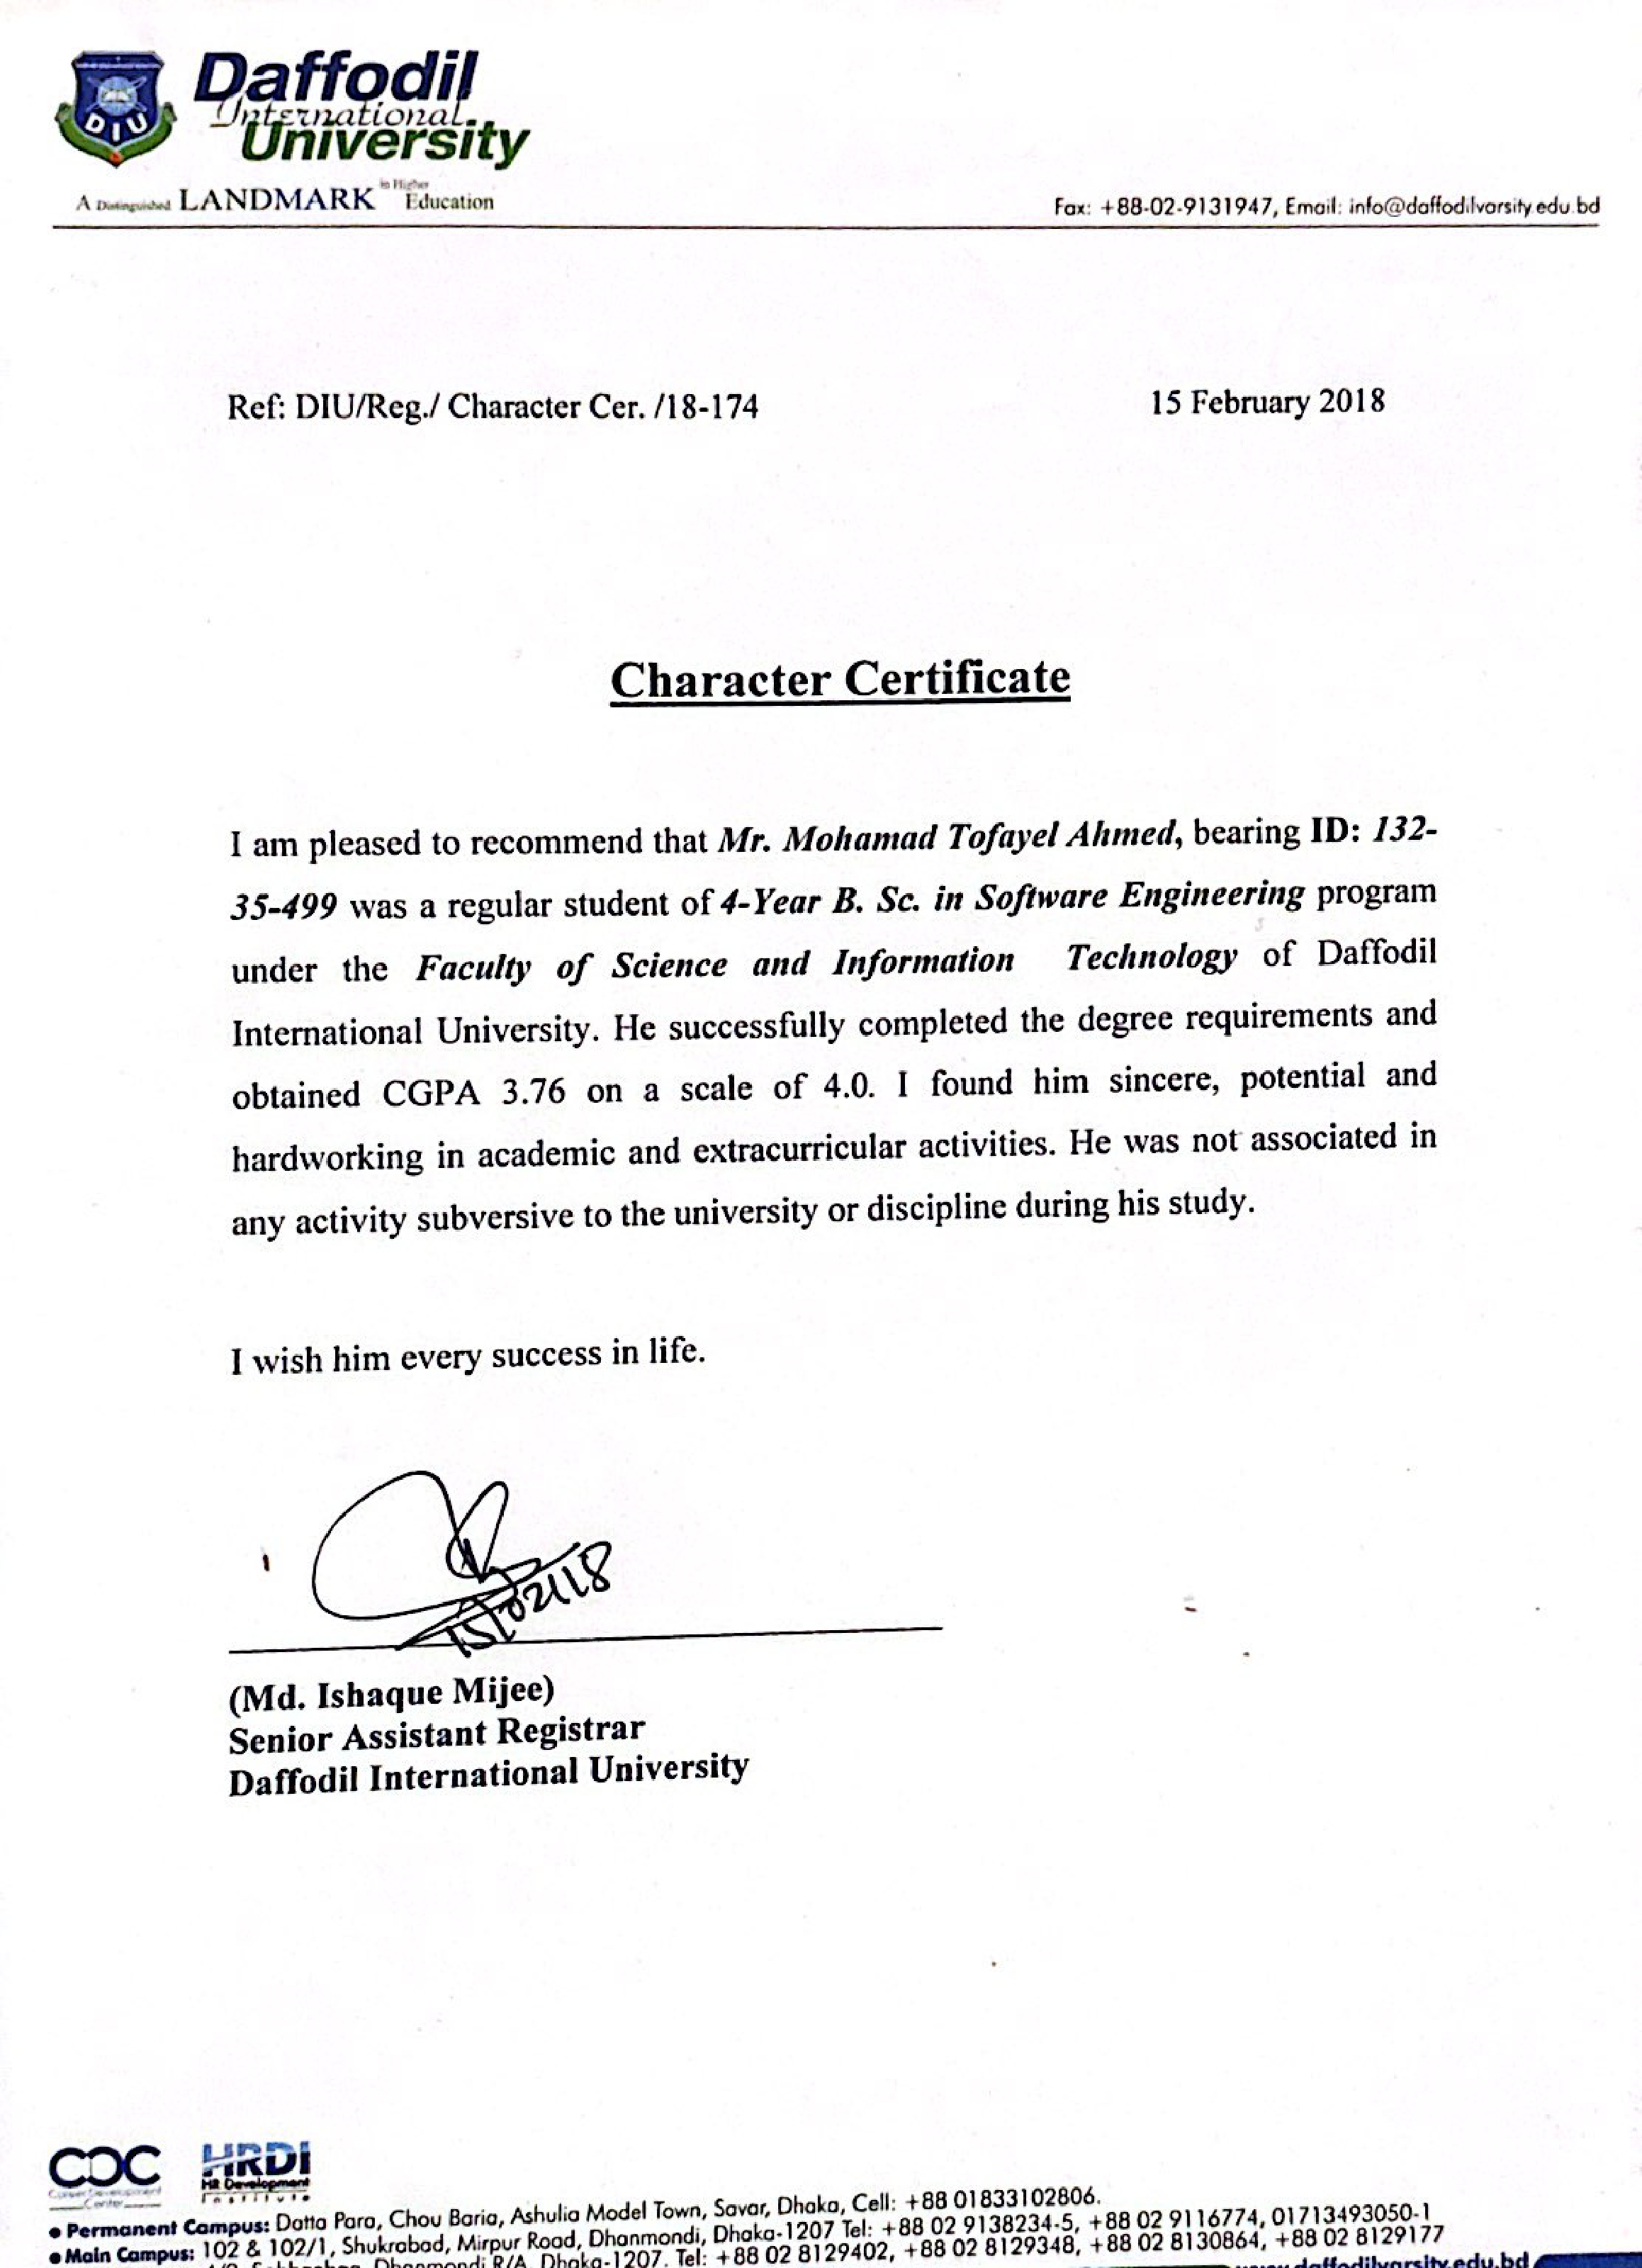 DIU
Daffodil
International
University
A Distinguished LANDMARK in Higher Education
Fax: +88-02-9131947, Email: info@daffodilvarsity.edu.bd
Ref: DIU/Reg./ Character Cer. /18-174
15 February 2018
Character Certificate
I am pleased to recommend that Mr. Mohamad Tofayel Ahmed, bearing ID: 132-
35-499 was a regular student of 4-Year B. Sc. in Software Engineering program
under the Faculty of Science and Information Technology of Daffodil
International University. He successfully completed the degree requirements and
obtained CGPA 3.76 on a scale of 4.0. I found him sincere, potential and
hardworking in academic and extracurricular activities. He was not associated in
any activity subversive to the university or discipline during his study.
I wish him every success in life.
15/02/18
(Md. Ishaque Mijee)
Senior Assistant Registrar
Daffodil International University
CDC
Career Development
Center
HRDI
HR Development
Institute
• Permanent Campus: Datta Para, Chou Baria, Ashulia Model Town, Savar, Dhaka, Cell: +88 01833102806.
• Main Campus: 102 & 102/1, Shukrabad, Mirpur Road, Dhanmondi, Dhaka-1207 Tel: +88 02 9138234-5, +88 02 9116774, 01713493050-1
Dhanmondi R/A, Dhaka-1207. Tel: +88 02 8129402, +88 02 8129348, +88 02 8130864, +88 02 8129177
www.daffodilvarsity.edu.bd